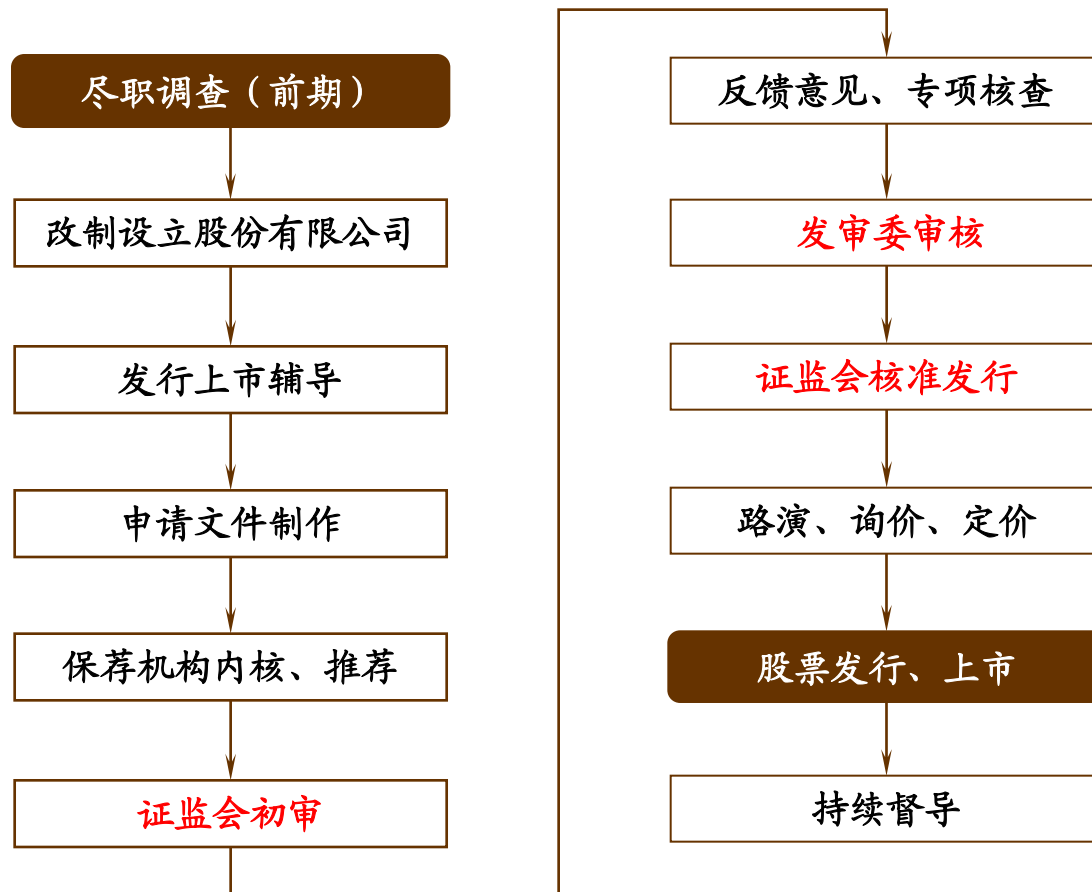 尽职调查（前期）
改制设立股份有限公司
发行上市辅导
申请文件制作
保荐机构内核、推荐
证监会初审
反馈意见、专项核查
发审委审核
证监会核准发行
路演、询价、定价
股票发行、上市
持续督导